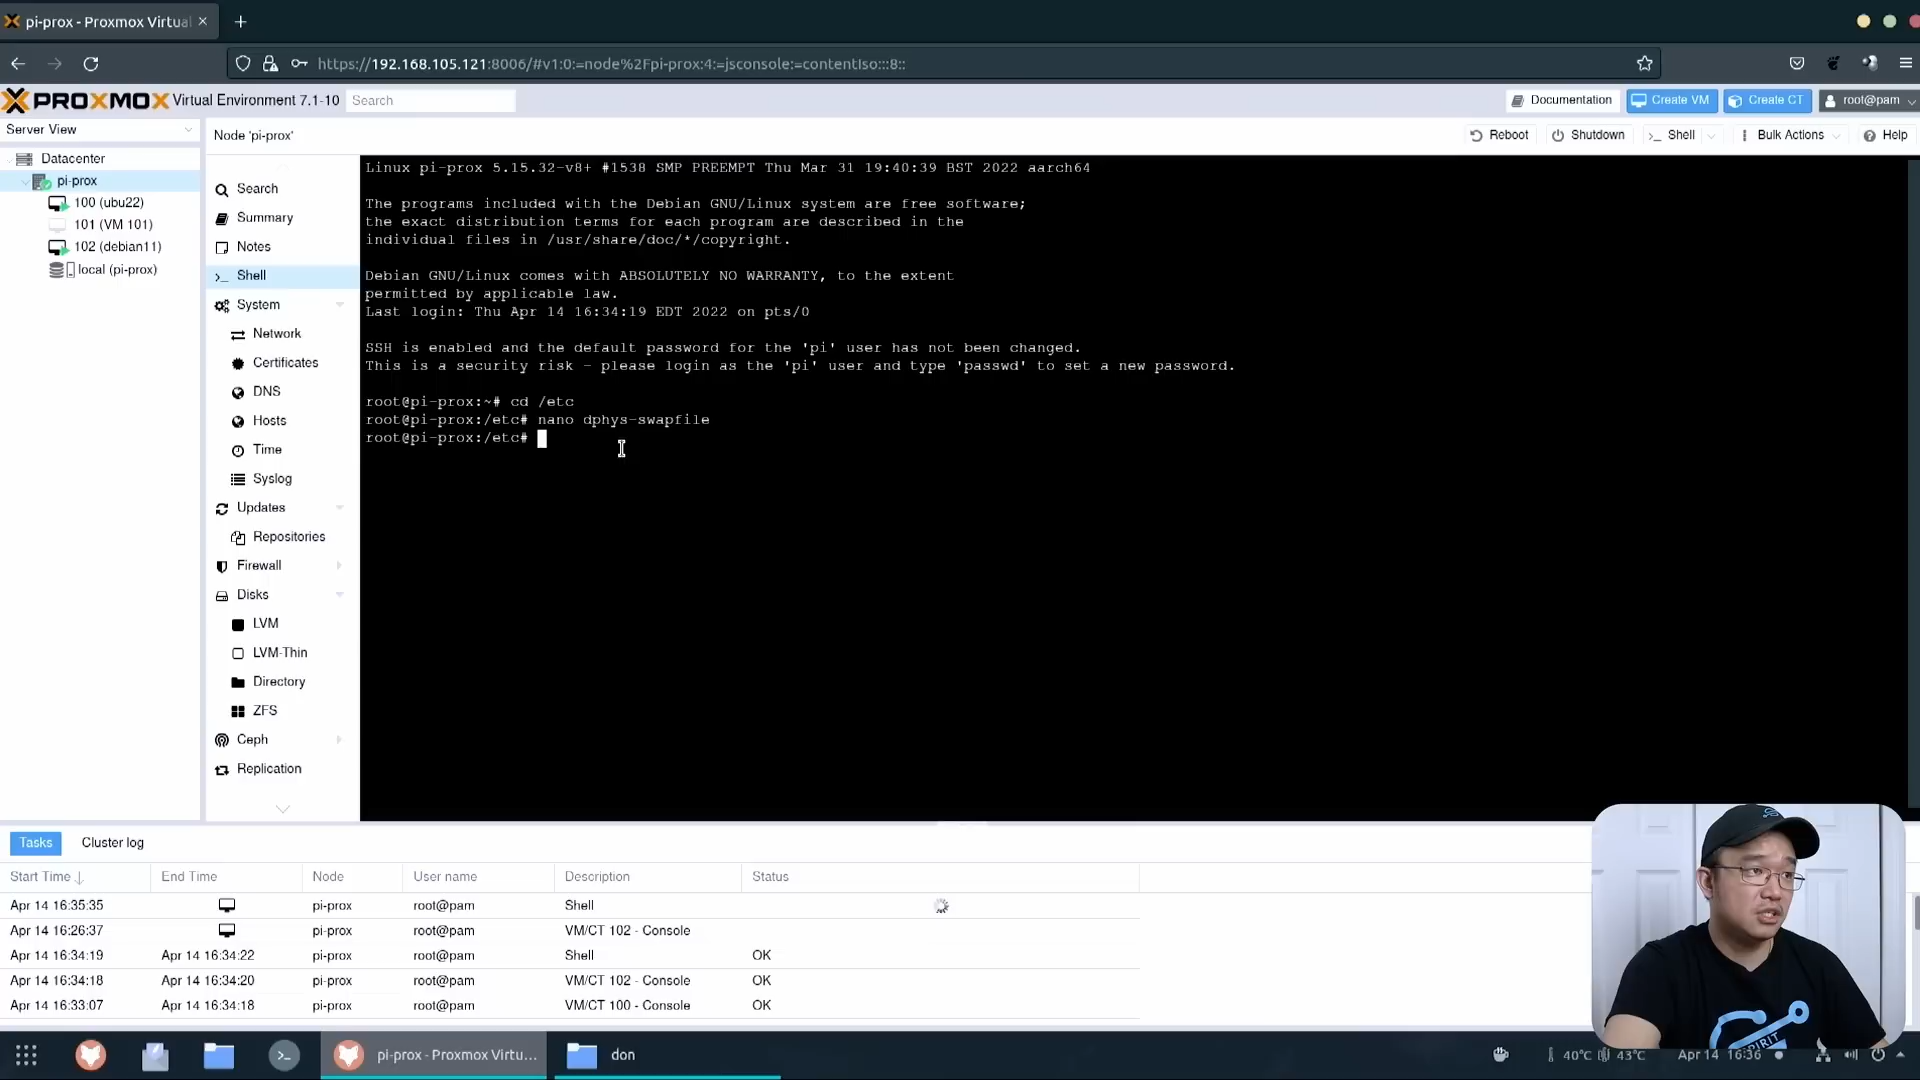 pi-prox - Proxmox Virtual
https://192.168.105.121:8006/#v1:0:=node%2Fpi-prox:4:=jsconsole:=contentIso:::8::
PROXMOX Virtual Environment 7.1-10
Search
Documentation
Create VM
Create CT
root@pam
Server View
Node 'pi-prox'
Reboot
Shutdown
Shell
Bulk Actions
Help
Datacenter
pi-prox
100 (ubu22)
101 (VM 101)
102 (debian11)
local (pi-prox)
Search
Summary
Notes
Shell
System
Network
Certificates
DNS
Hosts
Time
Syslog
Updates
Repositories
Firewall
Disks
LVM
LVM-Thin
Directory
ZFS
Ceph
Replication
Linux pi-prox 5.15.32-v8+ #1538 SMP PREEMPT Thu Mar 31 19:40:39 BST 2022 aarch64
The programs included with the Debian GNU/Linux system are free software;
the exact distribution terms for each program are described in the
individual files in /usr/share/doc/*/copyright.
Debian GNU/Linux comes with ABSOLUTELY NO WARRANTY, to the extent
permitted by applicable law.
Last login: Thu Apr 14 16:34:19 EDT 2022 on pts/0
SSH is enabled and the default password for the 'pi' user has not been changed.
This is a security risk - please login as the 'pi' user and type 'passwd' to set a new password.
root@pi-prox:~# cd /etc
root@pi-prox:/etc# nano dphys-swapfile
root@pi-prox:/etc#
Tasks
Cluster log
Start Time
End Time
Node
User name
Description
Status
Apr 14 16:35:35 pi-prox root@pam Shell
Apr 14 16:26:37 pi-prox root@pam VM/CT 102 - Console
Apr 14 16:34:19 Apr 14 16:34:22 pi-prox root@pam Shell OK
Apr 14 16:34:18 Apr 14 16:34:20 pi-prox root@pam VM/CT 102 - Console OK
Apr 14 16:33:07 Apr 14 16:34:18 pi-prox root@pam VM/CT 100 - Console OK
pi-prox - Proxmox Virtu...
don
40°C
43°C
Apr 14 16:36